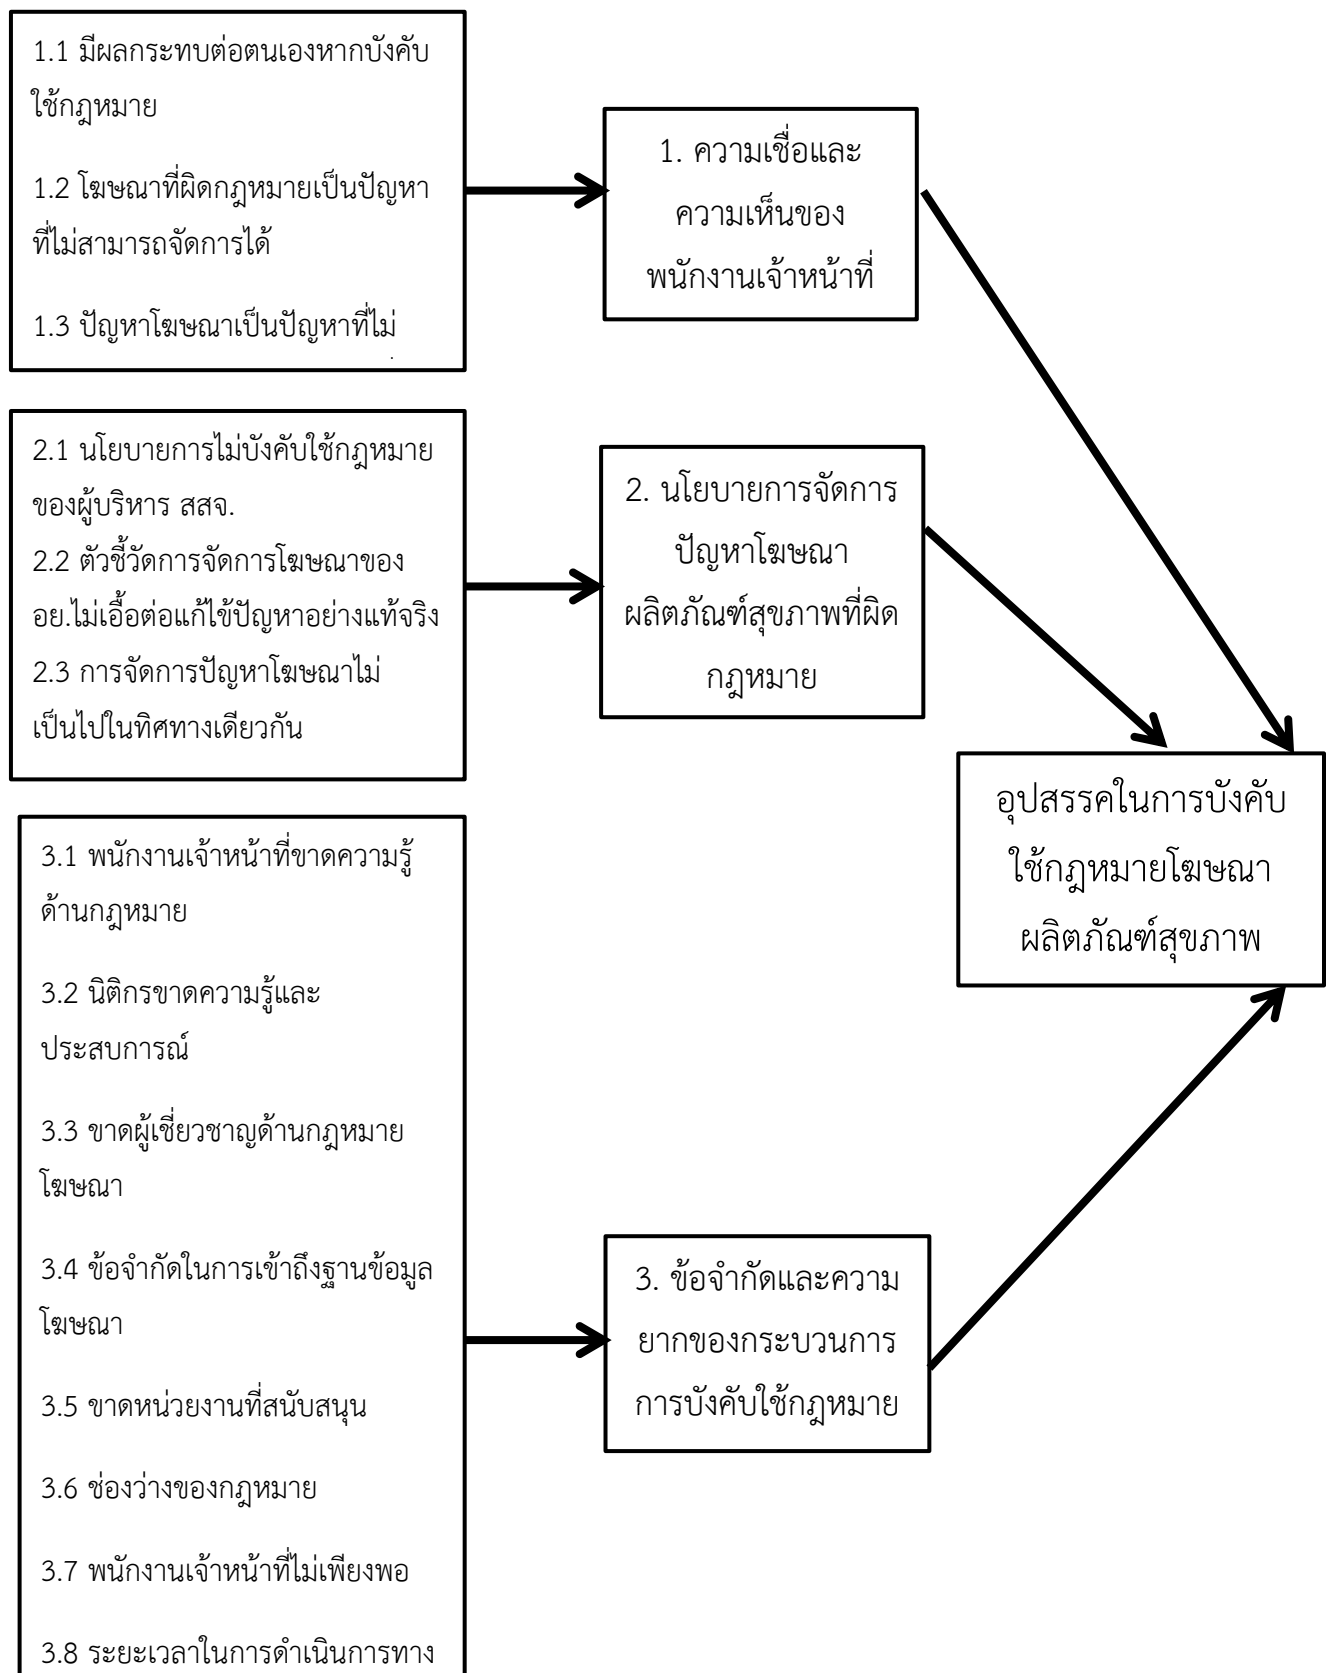 1.1 มีผลกระทบต่อตนเองหากบังคับ
ใช้กฎหมาย
1.2 โฆษณาที่ผิดกฎหมายเป็นปัญหา
ที่ไม่สามารถจัดการได้
1.3 ปัญหาโฆษณาเป็นปัญหาที่ไม่
1. ความเชื่อและ
ความเห็นของ
พนักงานเจ้าหน้าที่
2.1 นโยบายการไม่บังคับใช้กฎหมาย
ของผู้บริหาร สสจ.
2.2 ตัวชี้วัดการจัดการโฆษณาของ
อย.ไม่เอื้อต่อแก้ไข้ปัญหาอย่างแท้จริง
2.3 การจัดการปัญหาโฆษณาไม่
เป็นไปในทิศทางเดียวกัน
2. นโยบายการจัดการ
ปัญหาโฆษณา
ผลิตภัณฑ์สุขภาพที่ผิด
กฎหมาย
อุปสรรคในการบังคับ
ใช้กฎหมายโฆษณา
ผลิตภัณฑ์สุขภาพ
3.1 พนักงานเจ้าหน้าที่ขาดความรู้
ด้านกฎหมาย
3.2 นิติกรขาดความรู้และ
ประสบการณ์
3.3 ขาดผู้เชี่ยวชาญด้านกฎหมาย
โฆษณา
3.4 ข้อจำกัดในการเข้าถึงฐานข้อมูล
โฆษณา
3.5 ขาดหน่วยงานที่สนับสนุน
3.6 ช่องว่างของกฎหมาย
3.7 พนักงานเจ้าหน้าที่ไม่เพียงพอ
3.8 ระยะเวลาในการดำเนินการทาง
3. ข้อจำกัดและความ
ยากของกระบวนการ
การบังคับใช้กฎหมาย